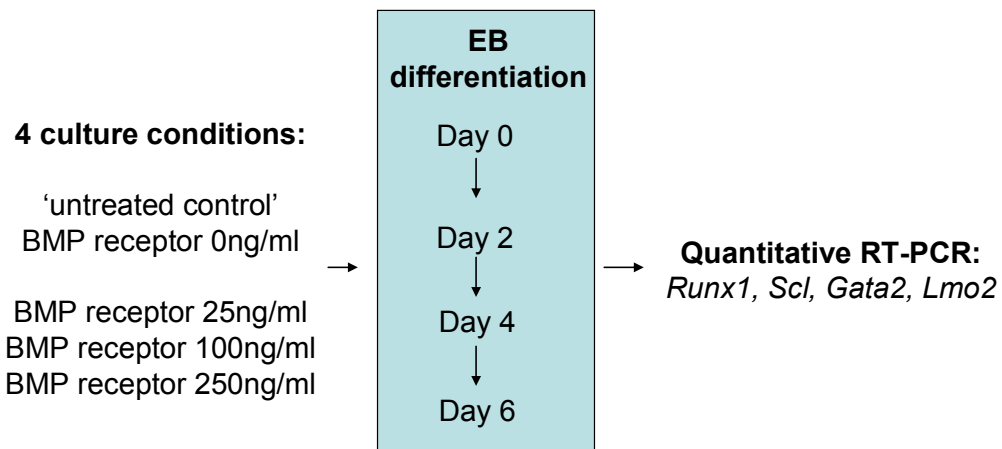 4 culture conditions:
‘untreated control’
BMP receptor 0ng/ml
BMP receptor 25ng/ml
BMP receptor 100ng/ml
BMP receptor 250ng/ml
EB
differentiation
Day 0
Day 2
Day 4
Day 6
Quantitative RT-PCR:
Runx1, Scl, Gata2, Lmo2